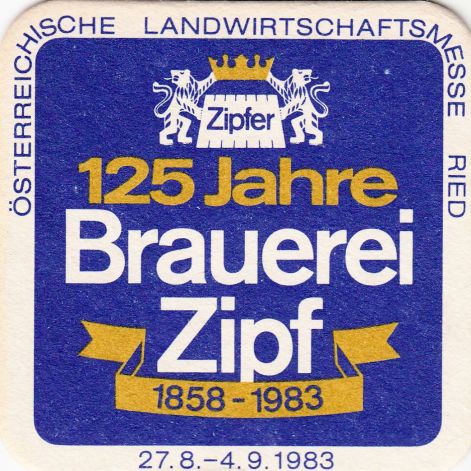 ÖSTERREICHISCHE LANDWIRTSCHAFTSMESSE RIED
Zipfer
125 Jahre
Brauerei
Zipf
1858-1983
27.8.-4.9.1983